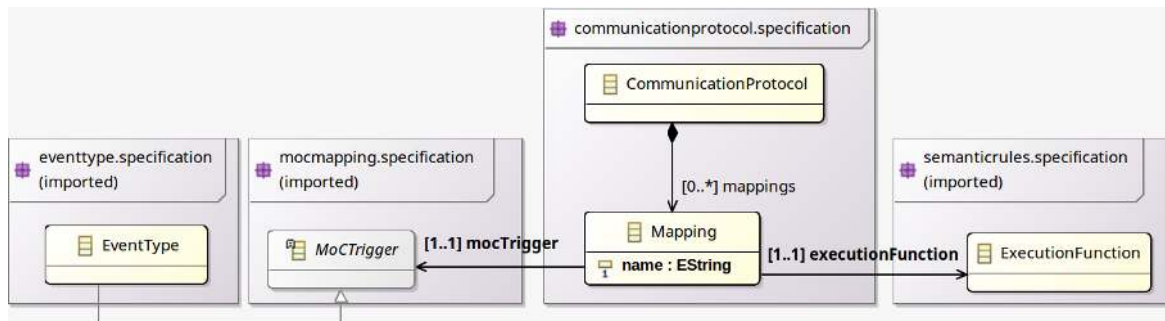 communicationprotocol.specification
CommunicationProtocol
eventtype.specification
(imported)
mocmapping.specification
(imported)
semanticrules.specification
(imported)
[0..*] mappings
EventType
MoCTrigger
[1..1] mocTrigger
Mapping
name : EString
1
[1..1] executionFunction
ExecutionFunction